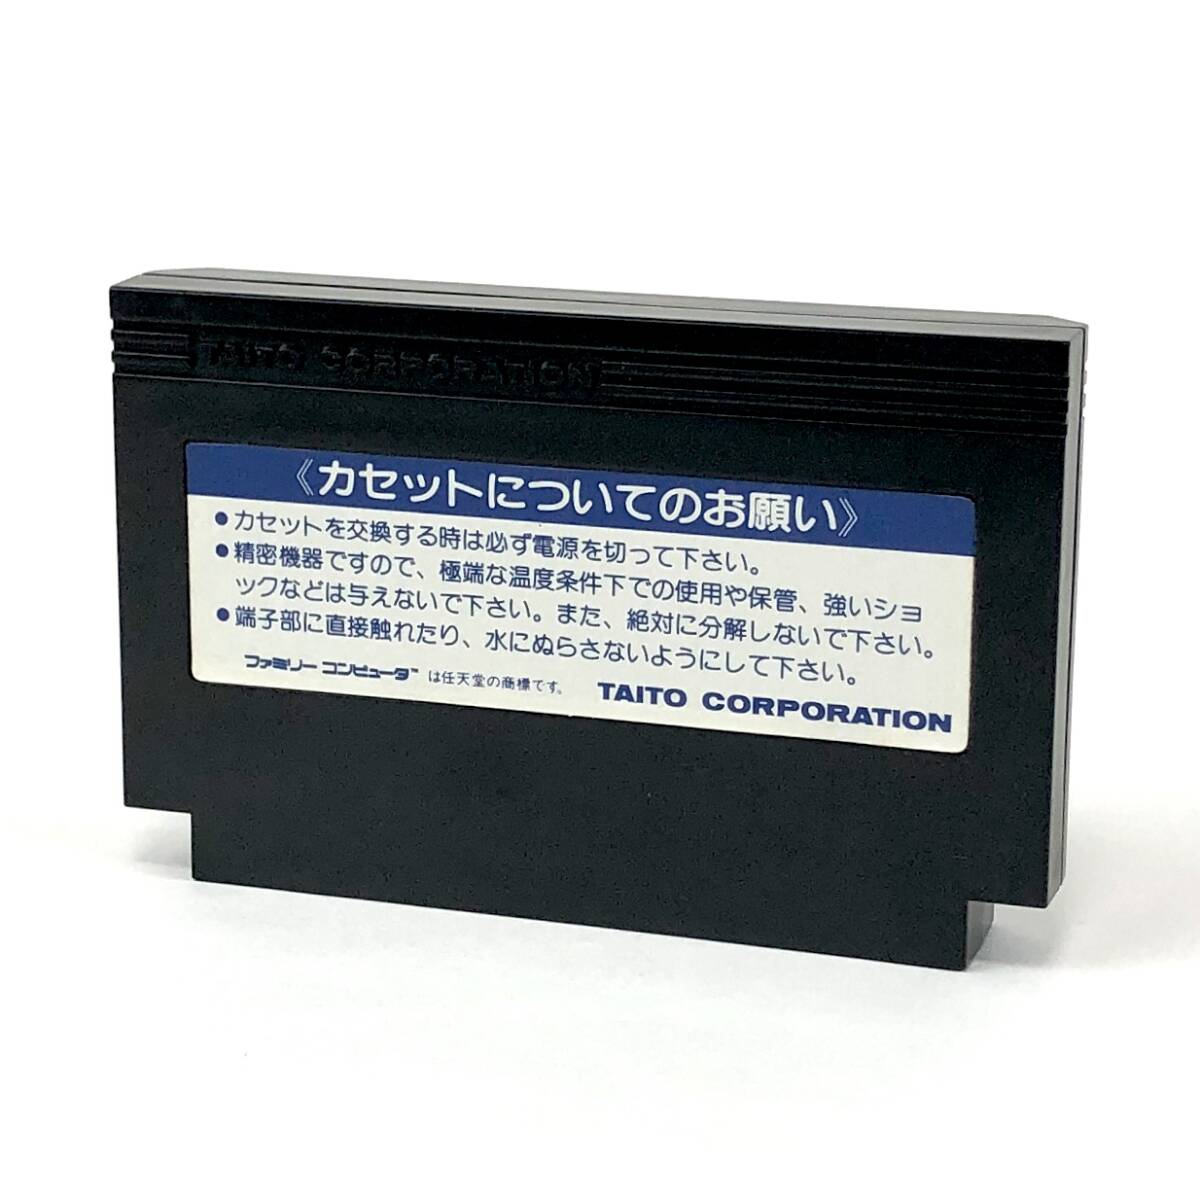 TAITO CORPORATION
《カセットについてのお願い》
●カセットを交換する時は必ず電源を切って下さい。
●精密機器ですので、極端な温度条件下での使用や保管、強いショ
ックなどは与えないで下さい。また、絶対に分解しないで下さい。
●端子部に直接触れたり、水にぬらさないようにして下さい。
ファミリーコンピュータ™ は任天堂の商標です。 TAITO CORPORATION